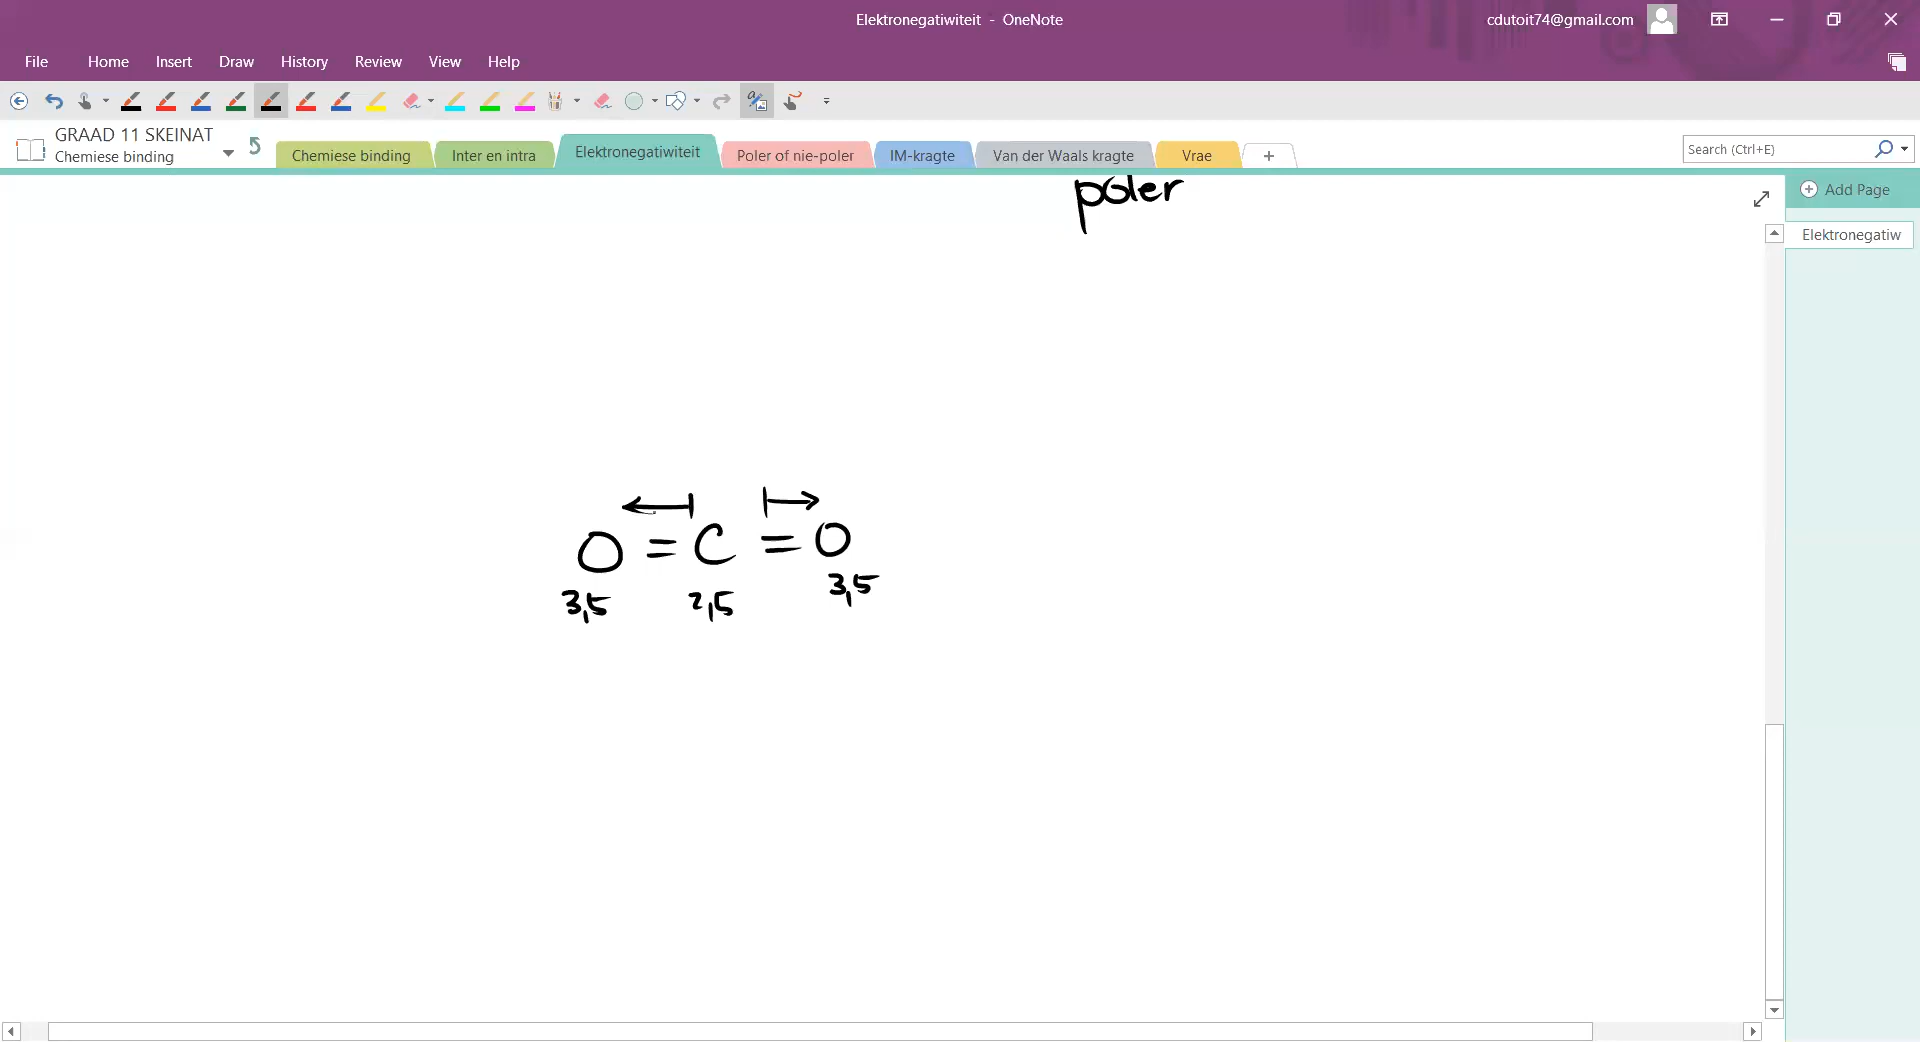 Elektronegatiwiteit - OneNote
cdutoit74@gmail.com
File Home Insert Draw History Review View Help
GRAAD 11 SKEINAT
Chemiese binding
Chemiese binding Inter en intra Elektronegatiwiteit Poler of nie-poler IM-kragte Van der Waals kragte Vrae +
Search (Ctrl+E)
Add Page
Elektronegatiw
poler
O = C = O
3,5 2,5 3,5